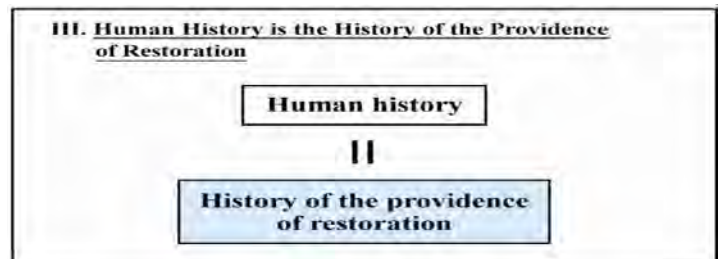 III. Human History is the History of the Providence
of Restoration
Human history
History of the providence
of restoration